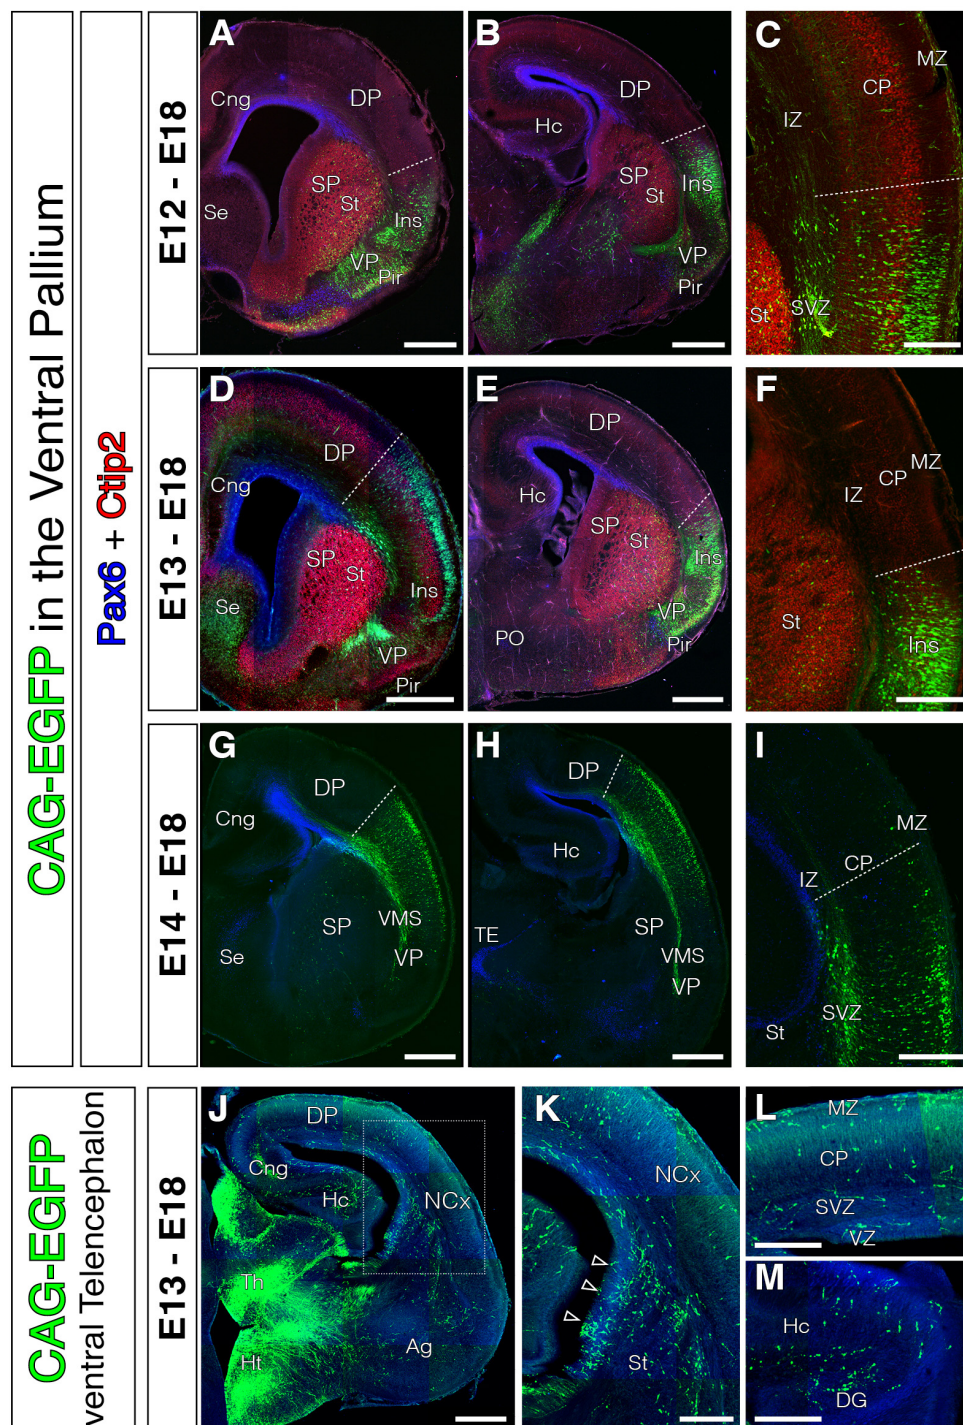 CAG-EGFP in the Ventral Pallium
Pax6 + Ctip2
E12 - E18
A
Cng
DP
SP
St
Se
Ins
VP
Pir
B
DP
Hc
SP
St
Ins
VP
Pir
C
MZ
CP
IZ
St
SVZ
E13 - E18
D
DP
Cng
SP
St
Se
Ins
VP
Pir
E
DP
Hc
SP
St
Ins
VP
Pir
PO
F
MZ
CP
IZ
St
Ins
E14 - E18
G
DP
Cng
SP
VMS
Se
VP
H
DP
Hc
SP
TE
VMS
VP
I
MZ
CP
IZ
SVZ
St
CAG-EGFP
ventral Telencephalon
E13 - E18
J
DP
Cng
Hc
NCx
Th
Ag
Ht
K
NCx
St
L
MZ
CP
SVZ
VZ
M
Hc
DG